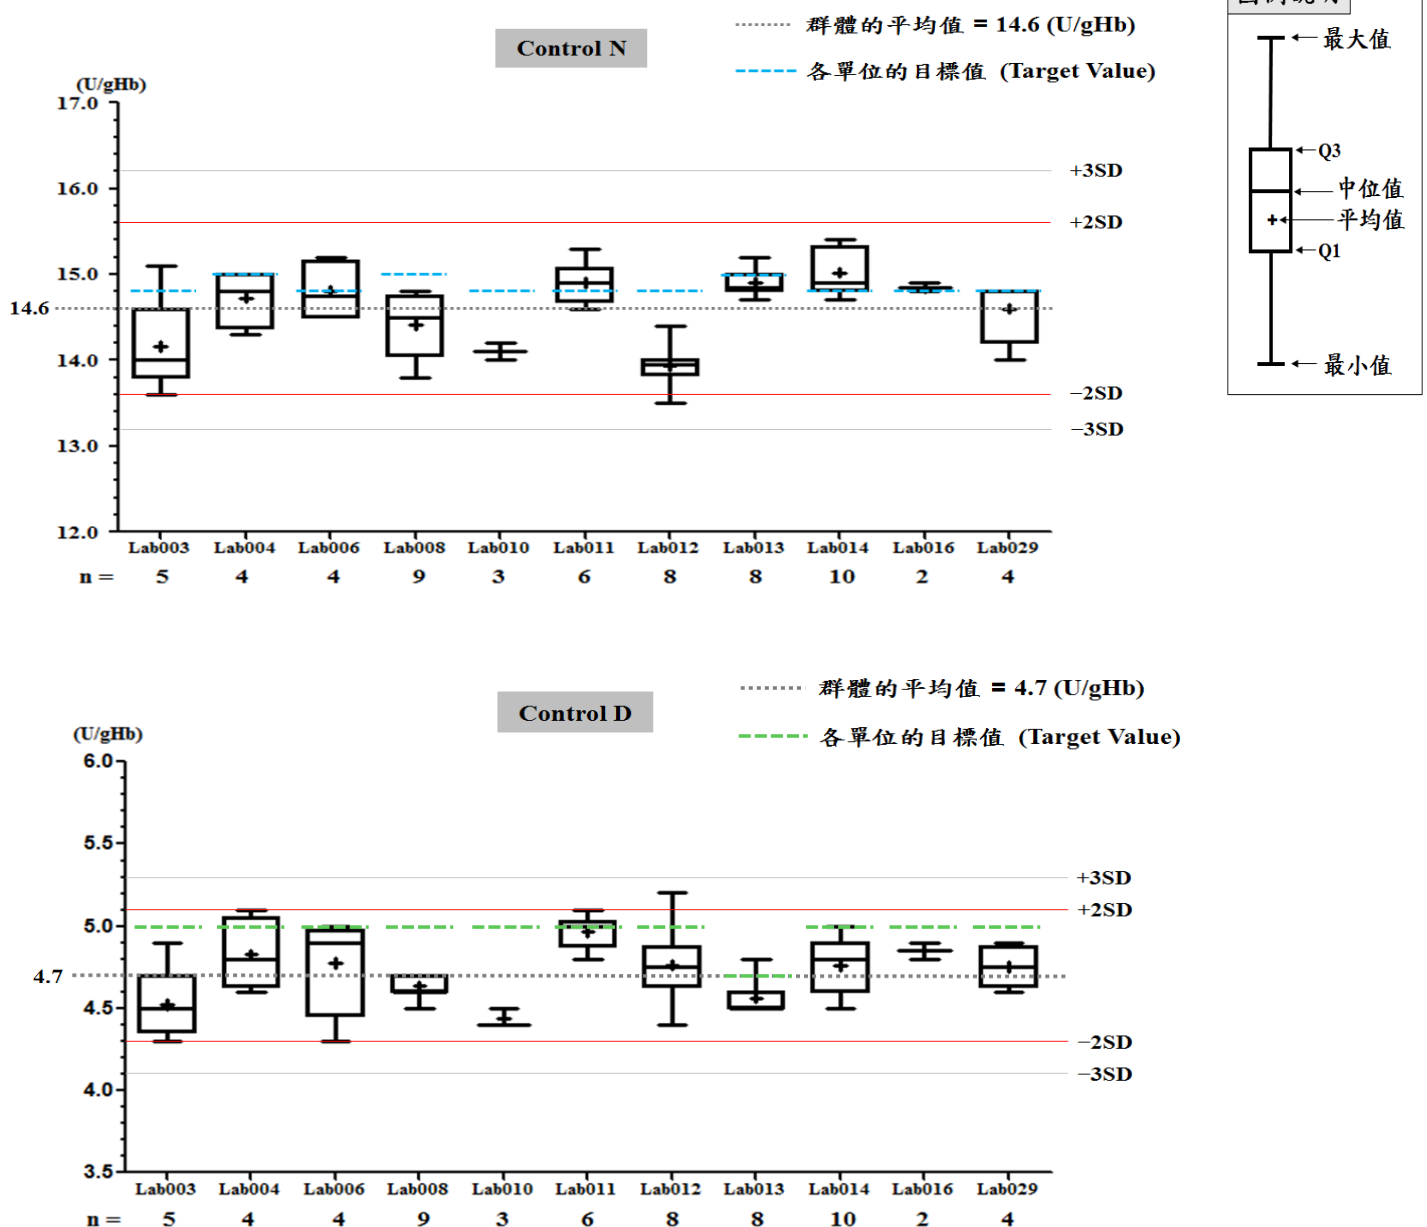 Control N
群體的平均值 = 14.6 (U/gHb)
各單位的目標值 (Target Value)
(U/gHb)
17.0
16.0
15.0
14.6
14.0
13.0
12.0
+3SD
+2SD
−2SD
−3SD
Lab003 Lab004 Lab006 Lab008 Lab010 Lab011 Lab012 Lab013 Lab014 Lab016 Lab029
n = 5 4 4 9 3 6 8 8 10 2 4
最大值
Q3
中位值
平均值
Q1
最小值
Control D
群體的平均值 = 4.7 (U/gHb)
各單位的目標值 (Target Value)
(U/gHb)
6.0
5.5
5.0
4.7
4.5
4.0
3.5
+3SD
+2SD
−2SD
−3SD
Lab003 Lab004 Lab006 Lab008 Lab010 Lab011 Lab012 Lab013 Lab014 Lab016 Lab029
n = 5 4 4 9 3 6 8 8 10 2 4